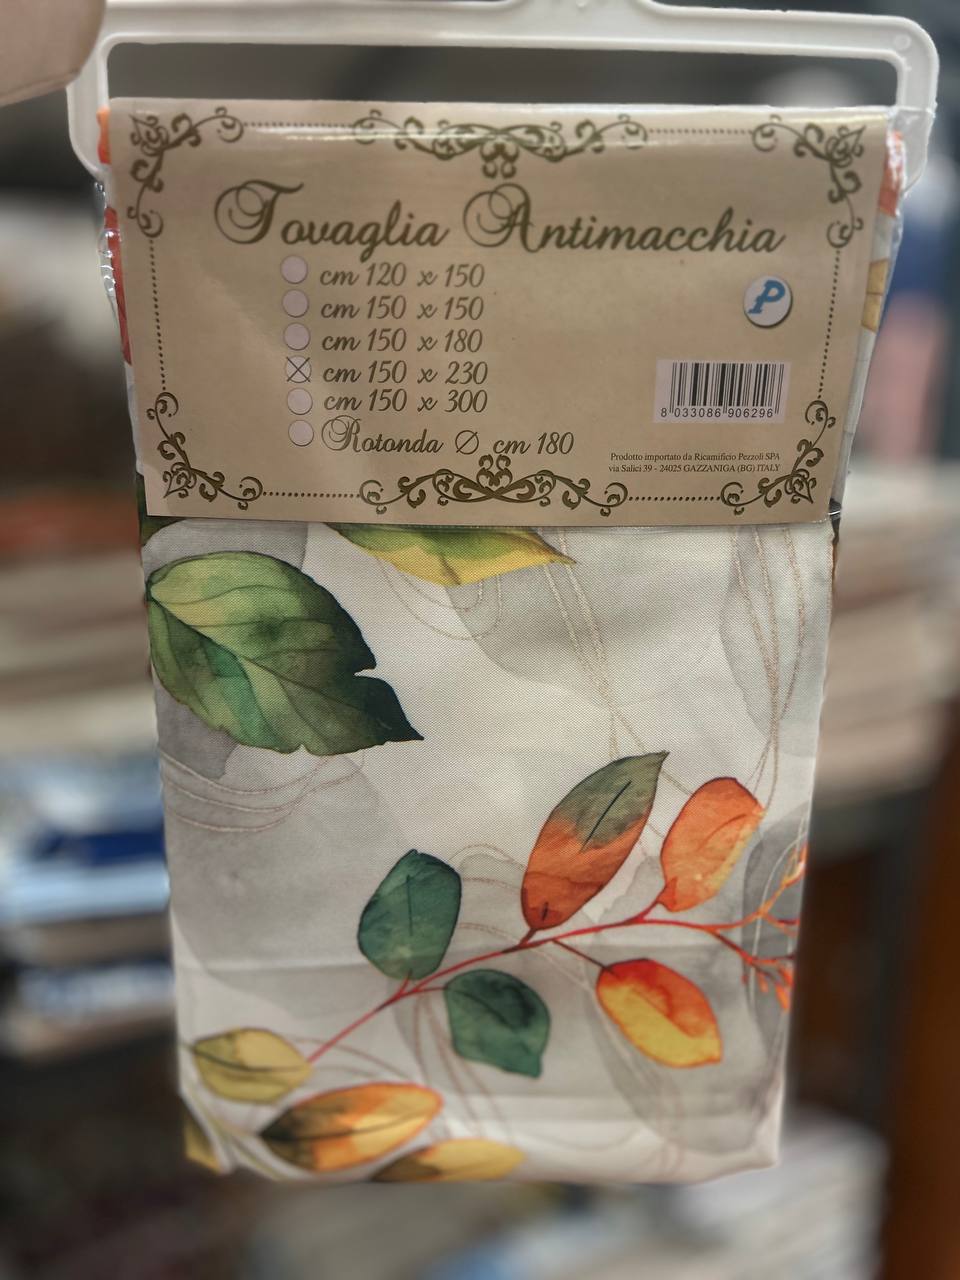 Tovaglia Antimacchia
cm 120 x 150
cm 150 x 150
cm 150 x 180
cm 150 x 230
cm 150 x 300
Rotonda Ø cm 180
P
8 033086 906296
Prodotto importato da Ricamificio Pezzoli SPA
via Salici 39 - 24025 GAZZANIGA (BG) ITALY